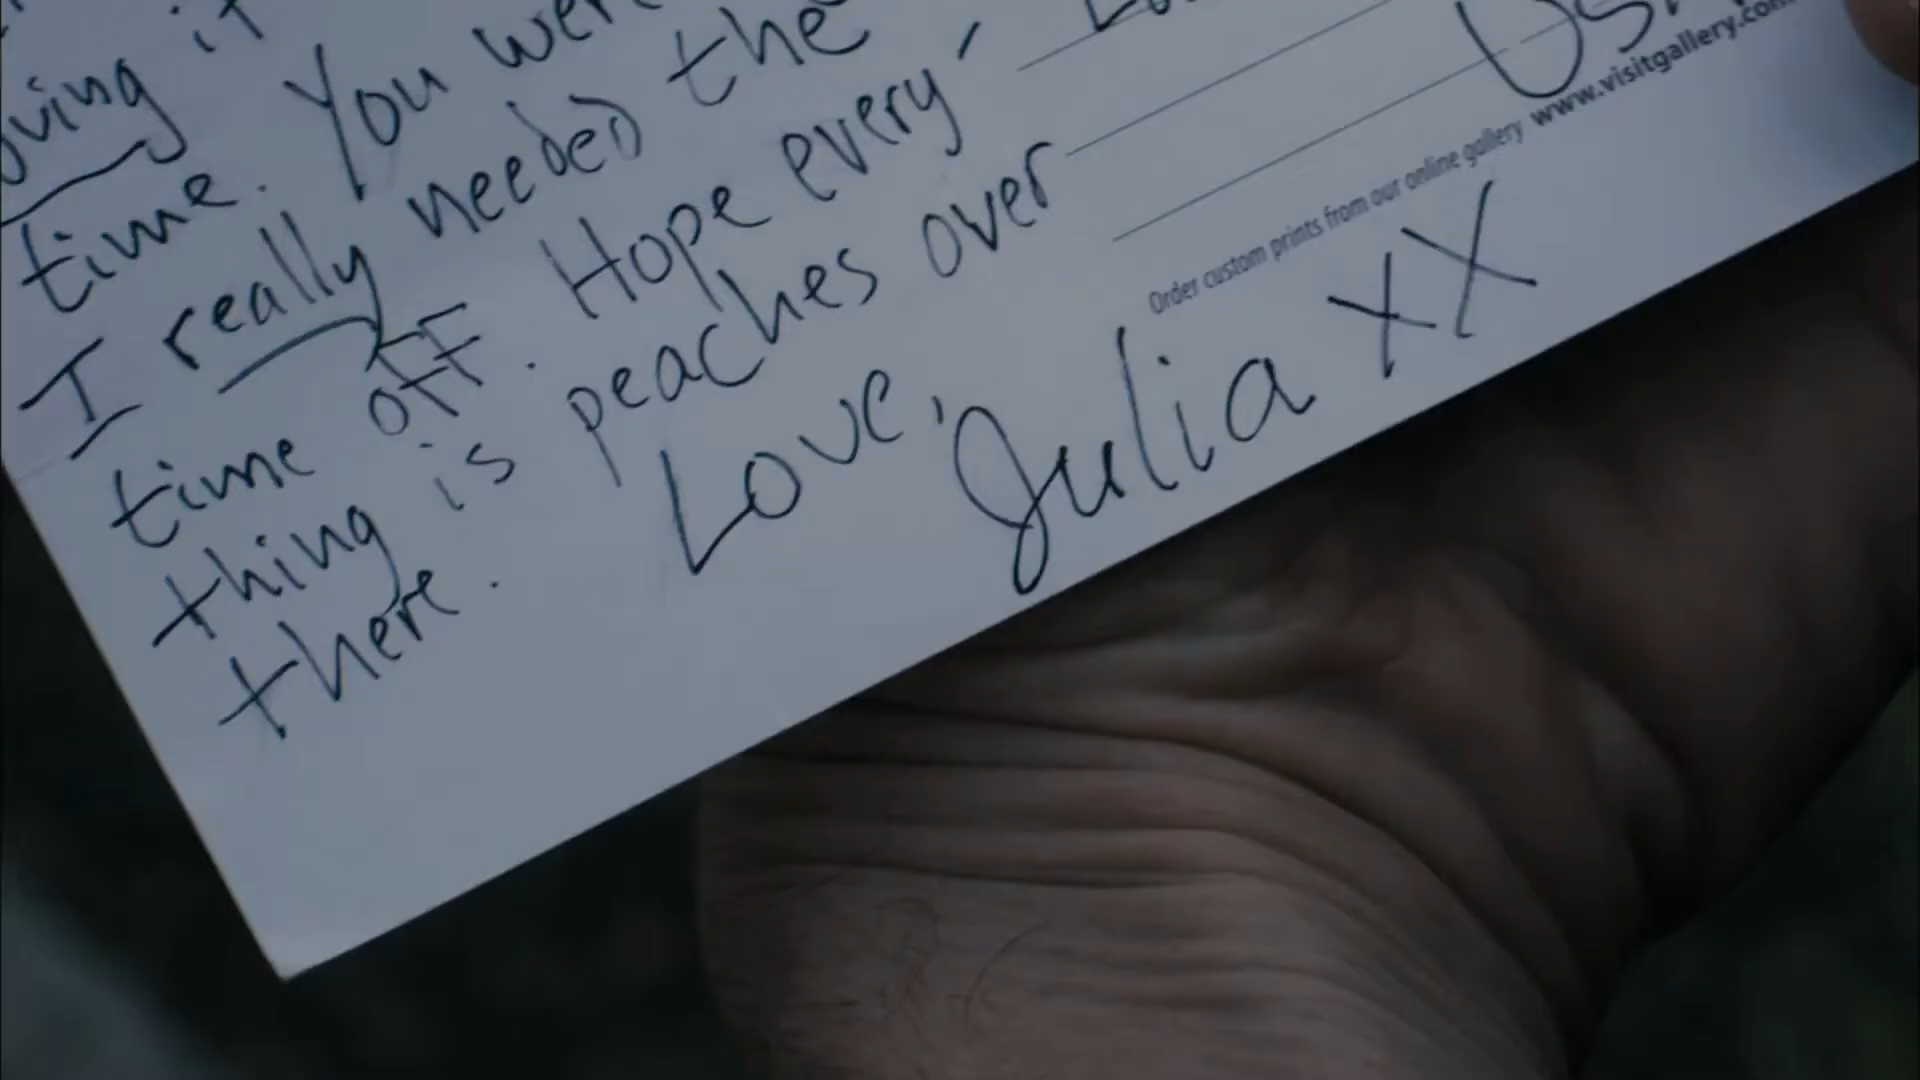 it
time. You
I really needed the
time off. Hope every-
thing is peaches over
there.
Love,
Julia xX
Order custom prints from our online gallery www.visitgallery.com